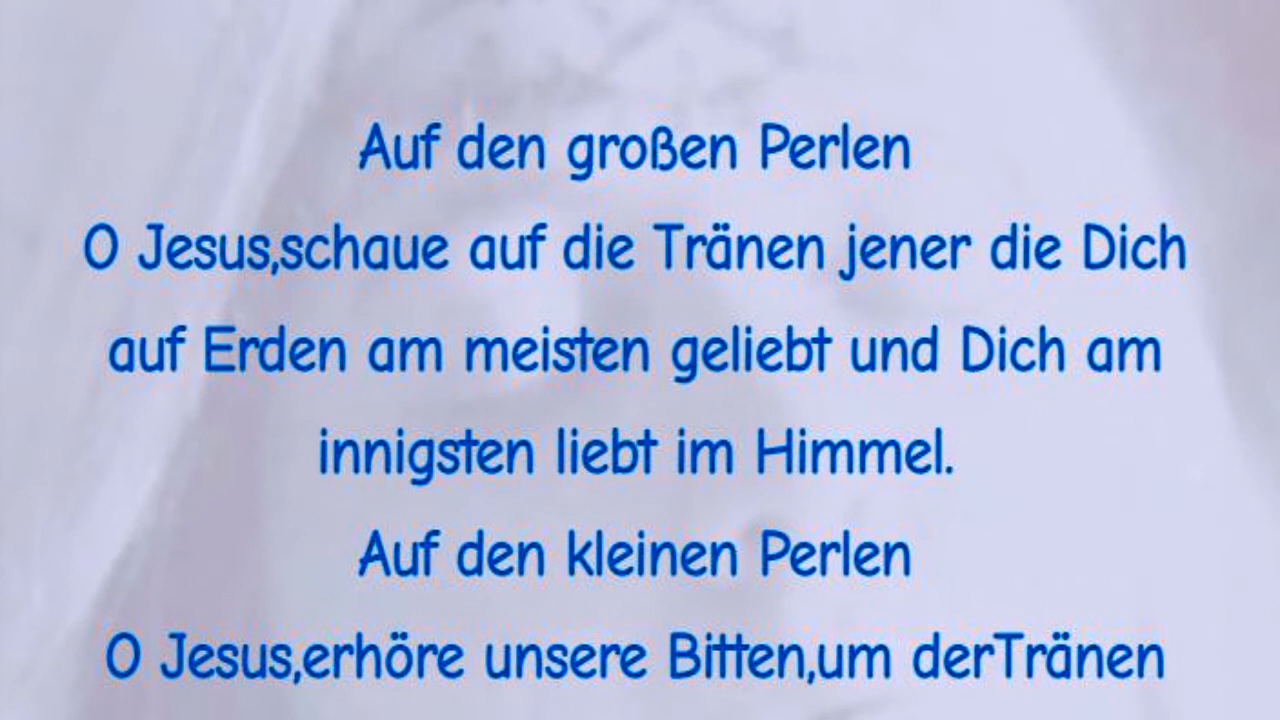 Auf den großen Perlen
O Jesus,schaue auf die Tränen jener die Dich
auf Erden am meisten geliebt und Dich am
innigsten liebt im Himmel.
Auf den kleinen Perlen
O Jesus,erhöre unsere Bitten,um derTränen